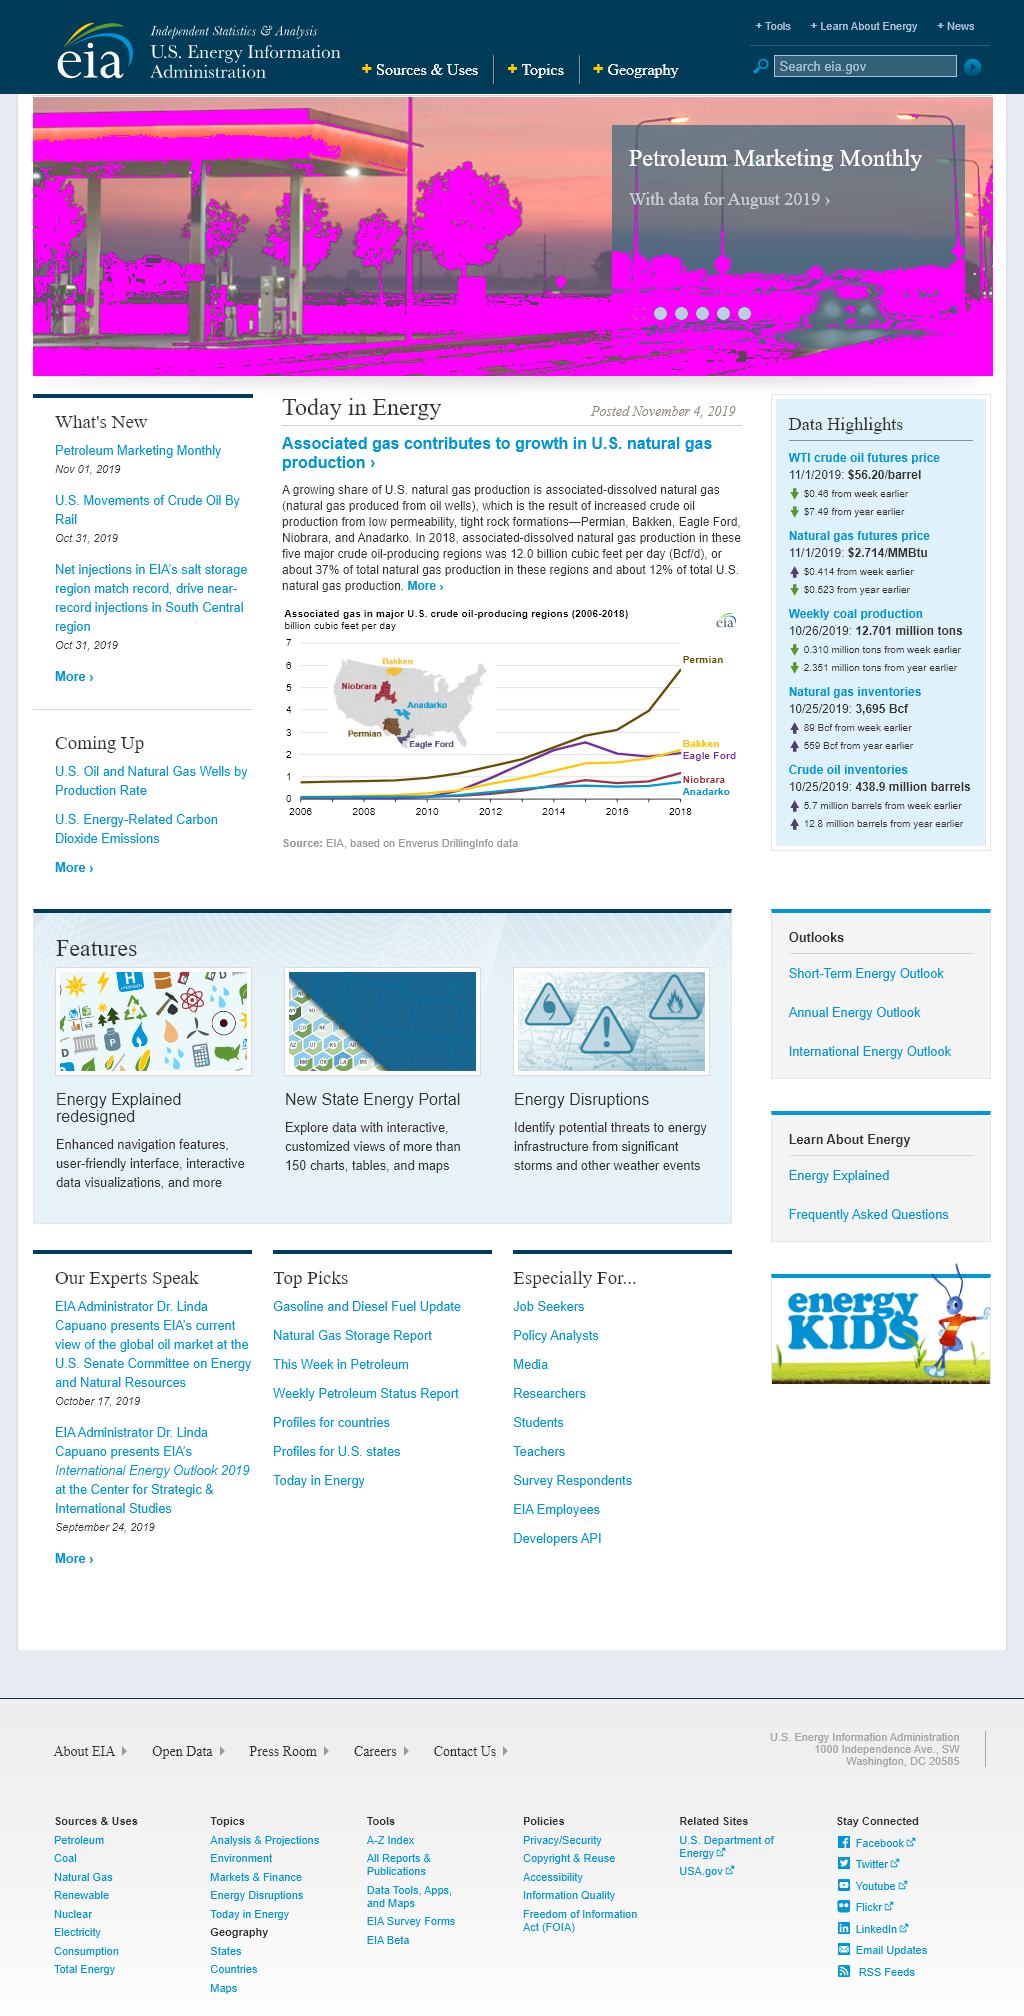 eia
Independent Statistics & Analysis
U.S. Energy Information
Administration
+ Sources & Uses
+ Topics
+ Geography
+ Tools
+ Learn About Energy
+ News
Search eia.gov
Petroleum Marketing Monthly
With data for August 2019 ›
What's New
Petroleum Marketing Monthly
Nov 01, 2019
U.S. Movements of Crude Oil By
Rail
Oct 31, 2019
Net injections in EIA’s salt storage
region match record, drive near-
record injections in South Central
region
Oct 31, 2019
More ›
Coming Up
U.S. Oil and Natural Gas Wells by
Production Rate
U.S. Energy-Related Carbon
Dioxide Emissions
More ›
Today in Energy
Posted November 4, 2019
Associated gas contributes to growth in U.S. natural gas
production ›
A growing share of U.S. natural gas production is associated-dissolved natural gas
(natural gas produced from oil wells), which is the result of increased crude oil
production from low permeability, tight rock formations—Permian, Bakken, Eagle Ford,
Niobrara, and Anadarko. In 2018, associated-dissolved natural gas production in these
five major crude oil-producing regions was 12.0 billion cubic feet per day (Bcf/d), or
about 37% of total natural gas production in these regions and about 12% of total U.S.
natural gas production. More ›
Associated gas in major U.S. crude oil-producing regions (2006-2018)
billion cubic feet per day
eia
7
6
5
4
3
2
1
0
2006
2008
2010
2012
2014
2016
2018
Bakken
Niobrara
Anadarko
Permian
Eagle Ford
Permian
Bakken
Eagle Ford
Niobrara
Anadarko
Source: EIA, based on Enverus DrillingInfo data
Data Highlights
WTI crude oil futures price
11/1/2019: $56.20/barrel
$0.46 from week earlier
$7.49 from year earlier
Natural gas futures price
11/1/2019: $2.714/MMBtu
$0.414 from week earlier
$0.523 from year earlier
Weekly coal production
10/26/2019: 12.701 million tons
0.310 million tons from week earlier
2.351 million tons from year earlier
Natural gas inventories
10/25/2019: 3,695 Bcf
89 Bcf from week earlier
559 Bcf from year earlier
Crude oil inventories
10/25/2019: 438.9 million barrels
5.7 million barrels from week earlier
12.8 million barrels from year earlier
Features
H
D
P
D
SD
CO
NE
AZ
UT
KS
AR
NM
OK
LA
MS
Energy Explained
redesigned
Enhanced navigation features,
user-friendly interface, interactive
data visualizations, and more
New State Energy Portal
Explore data with interactive,
customized views of more than
150 charts, tables, and maps
Energy Disruptions
Identify potential threats to energy
infrastructure from significant
storms and other weather events
Outlooks
Short-Term Energy Outlook
Annual Energy Outlook
International Energy Outlook
Learn About Energy
Energy Explained
Frequently Asked Questions
energy
KIDS
Our Experts Speak
EIA Administrator Dr. Linda
Capuano presents EIA’s current
view of the global oil market at the
U.S. Senate Committee on Energy
and Natural Resources
October 17, 2019
EIA Administrator Dr. Linda
Capuano presents EIA’s
International Energy Outlook 2019
at the Center for Strategic &
International Studies
September 24, 2019
More ›
Top Picks
Gasoline and Diesel Fuel Update
Natural Gas Storage Report
This Week in Petroleum
Weekly Petroleum Status Report
Profiles for countries
Profiles for U.S. states
Today in Energy
Especially For...
Job Seekers
Policy Analysts
Media
Researchers
Students
Teachers
Survey Respondents
EIA Employees
Developers API
About EIA
Open Data
Press Room
Careers
Contact Us
U.S. Energy Information Administration
1000 Independence Ave., SW
Washington, DC 20585
Sources & Uses
Petroleum
Coal
Natural Gas
Renewable
Nuclear
Electricity
Consumption
Total Energy
Topics
Analysis & Projections
Environment
Markets & Finance
Energy Disruptions
Today in Energy
Geography
States
Countries
Maps
Tools
A-Z Index
All Reports &
Publications
Data Tools, Apps,
and Maps
EIA Survey Forms
EIA Beta
Policies
Privacy/Security
Copyright & Reuse
Accessibility
Information Quality
Freedom of Information
Act (FOIA)
Related Sites
U.S. Department of
Energy
USA.gov
Stay Connected
Facebook
Twitter
Youtube
Flickr
LinkedIn
Email Updates
RSS Feeds